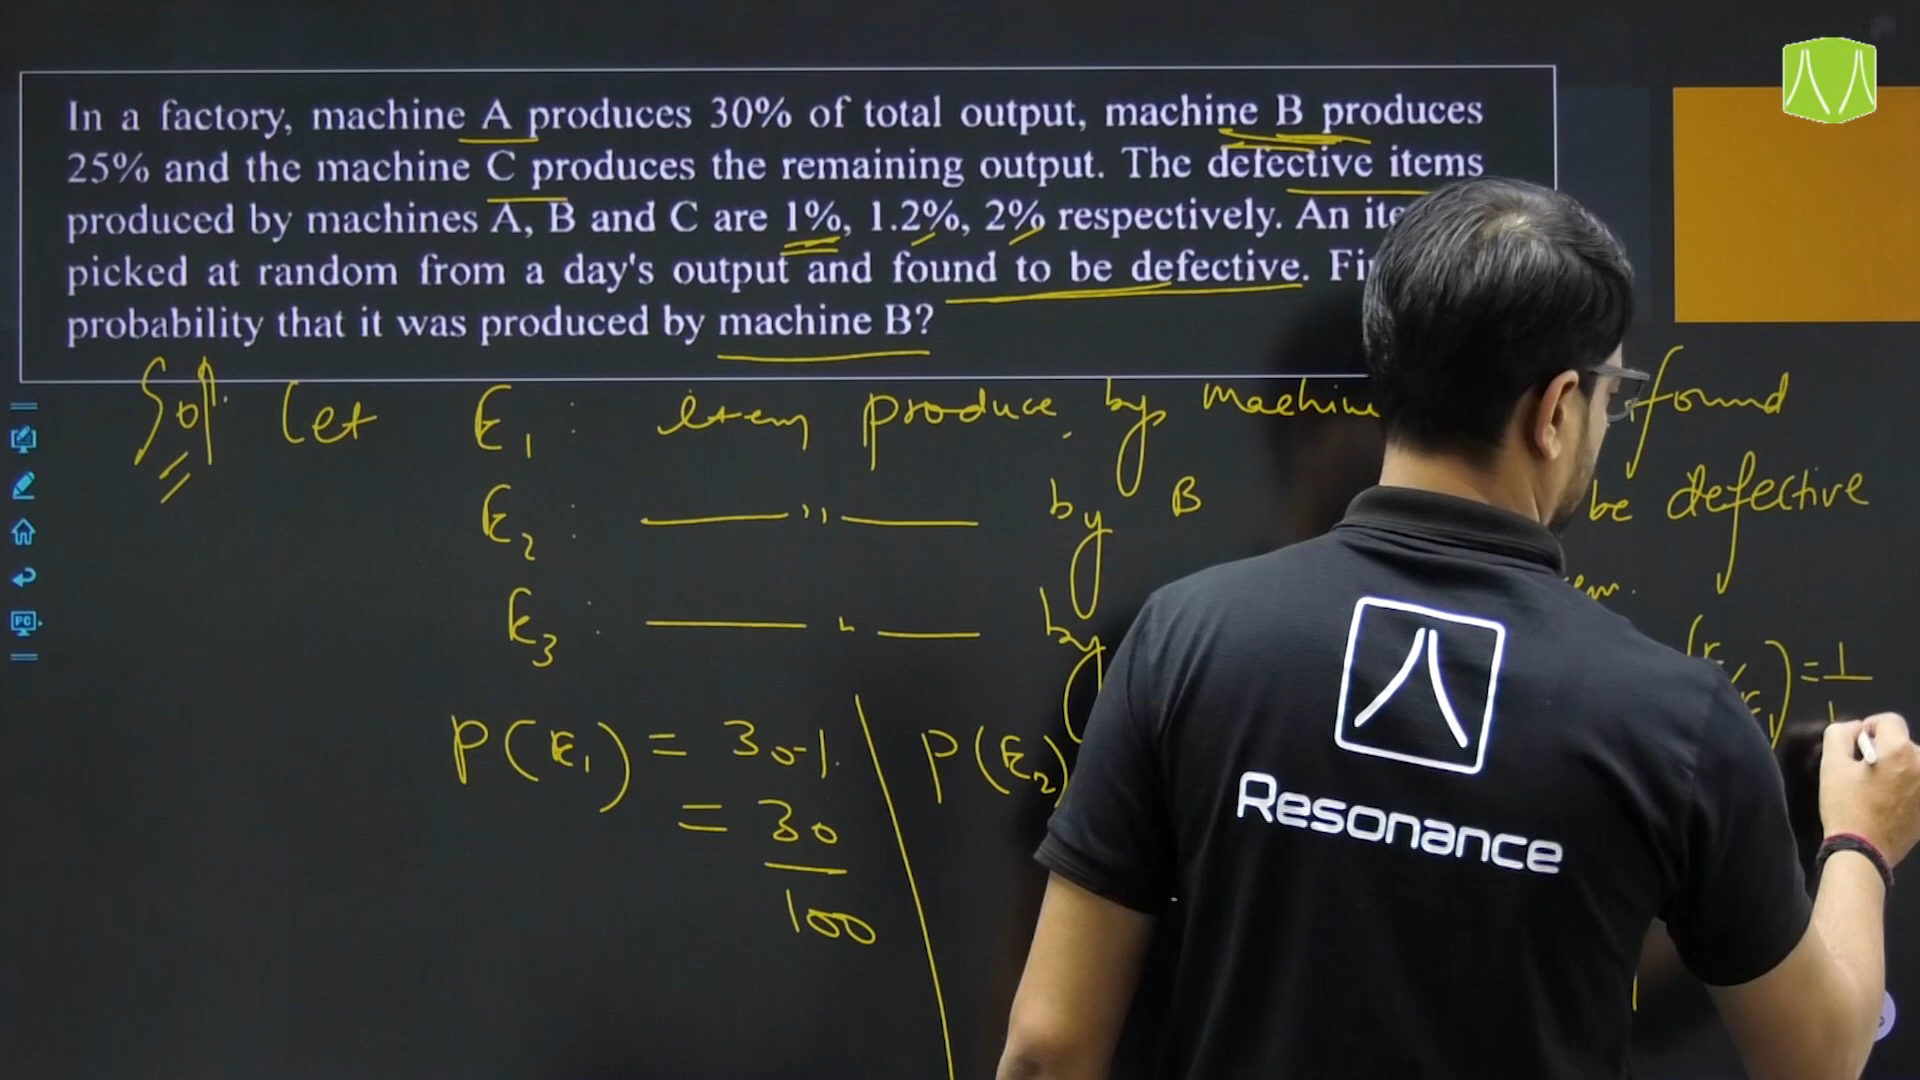 In a factory, machine A produces 30% of total output, machine B produces
25% and the machine C produces the remaining output. The defective items
produced by machines A, B and C are 1%, 1.2%, 2% respectively. An
picked at random from a day's output and found to be defective.
probability that it was produced by machine B?
Sol. Let E1 : item produce by machine found
E2 : —— " —— by B be defective
E3 : —— " —— by
P(E1) = 30% P(E2) = 1
= 30
100
Resonance
PC